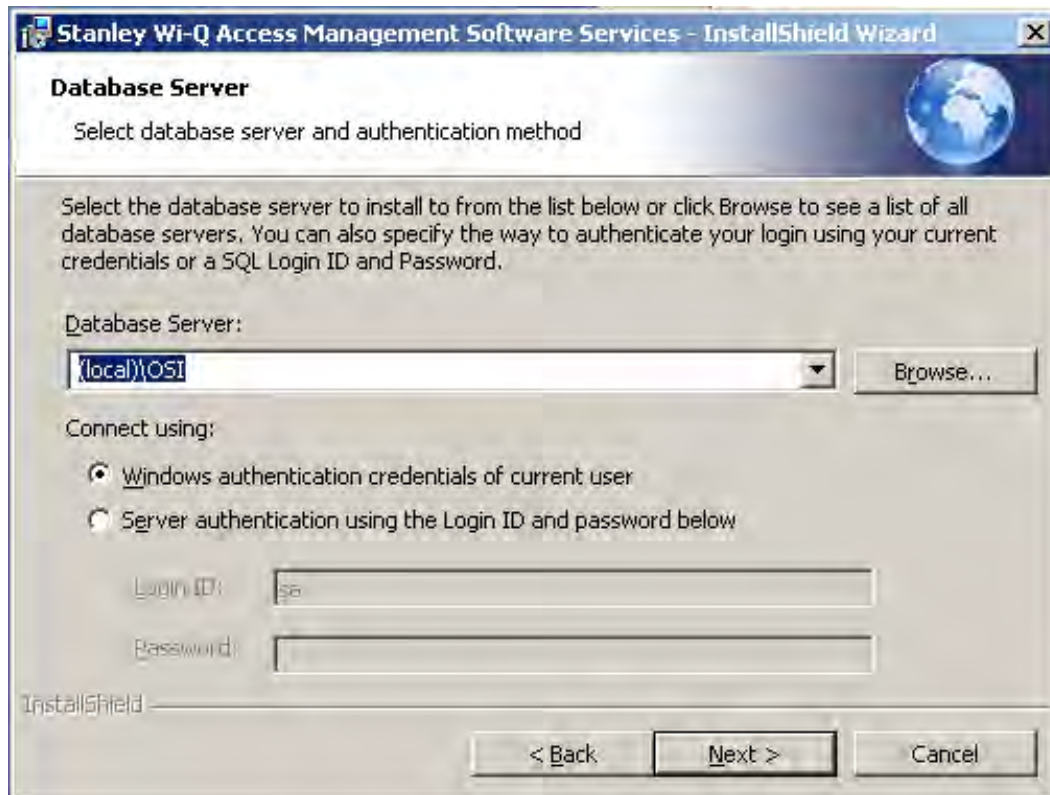 Stanley Wi-Q Access Management Software Services - InstallShield Wizard
Database Server
Select database server and authentication method
Select the database server to install to from the list below or click Browse to see a list of all
database servers. You can also specify the way to authenticate your login using your current
credentials or a SQL Login ID and Password.
Database Server:
(local)\OSI
Browse...
Connect using:
Windows authentication credentials of current user
Server authentication using the Login ID and password below
Login ID:
sa
Password:
InstallShield
< Back
Next >
Cancel